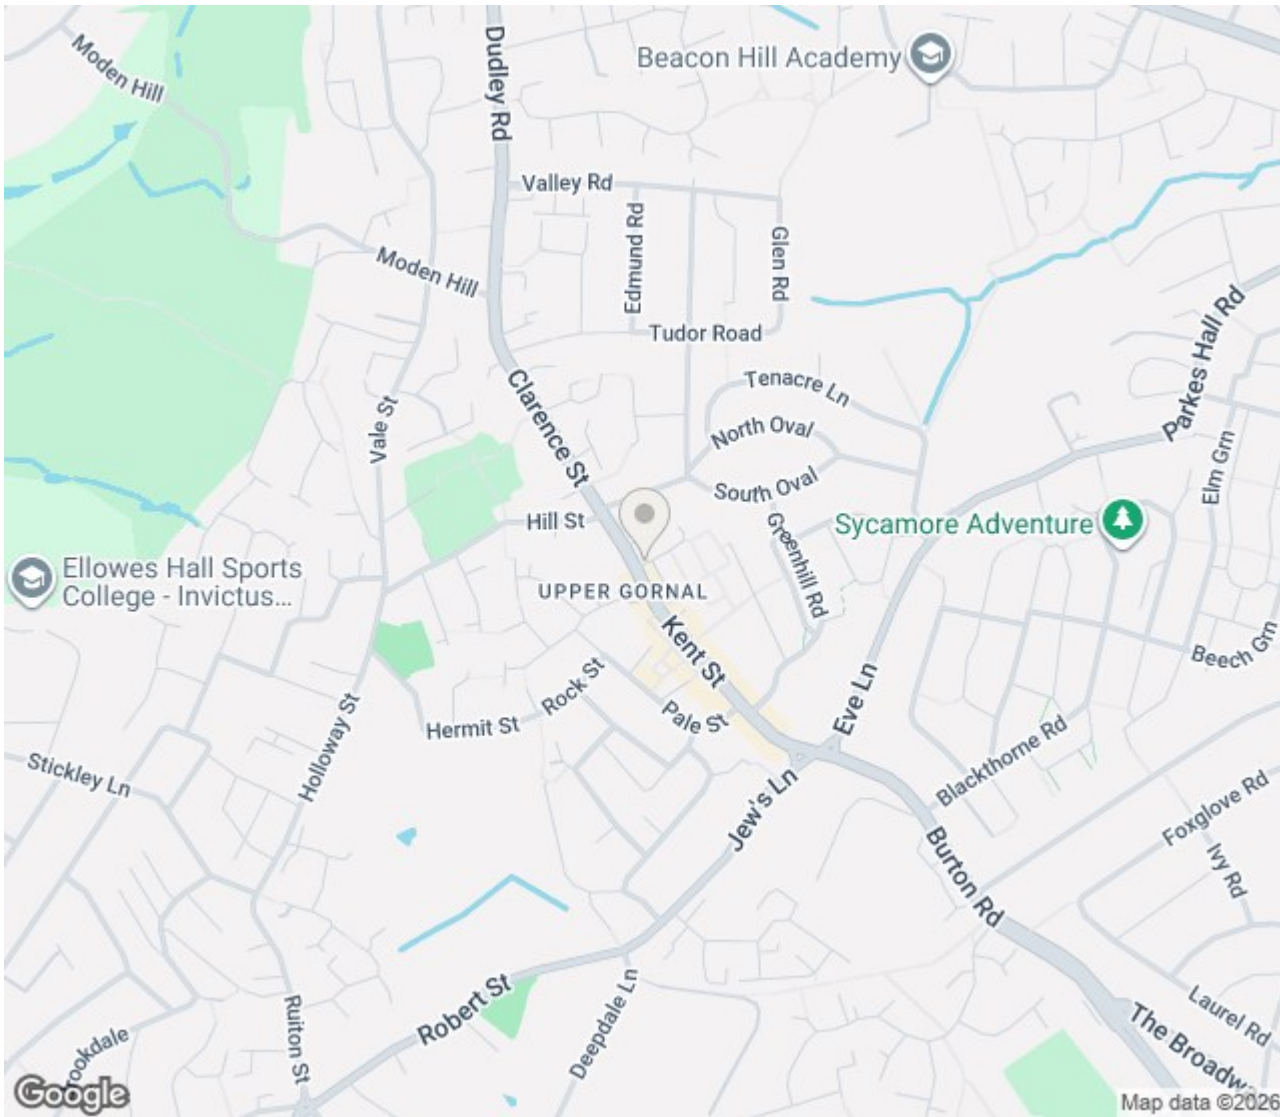 Moden Hill
Dudley Rd
Beacon Hill Academy
Valley Rd
Edmund Rd
Glen Rd
Moden Hill
Tudor Road
Parkes Hall Rd
Clarence St
Tenacre Ln
Vale St
North Oval
South Oval
Elm Grn
Hill St
Greenhill Rd
Sycamore Adventure
Ellowes Hall Sports
College - Invictus...
UPPER GORNAL
Kent St
Beech Grn
Rock St
Eve Ln
Hermit St
Pale St
Holloway St
Stickley Ln
Blackthorne Rd
Jew's Ln
Foxglove Rd
Burton Rd
Ivy Rd
Robert St
Deepdale Ln
Ruiton St
Laurel Rd
The Broadwa
rookdale
Google
Map data ©2026